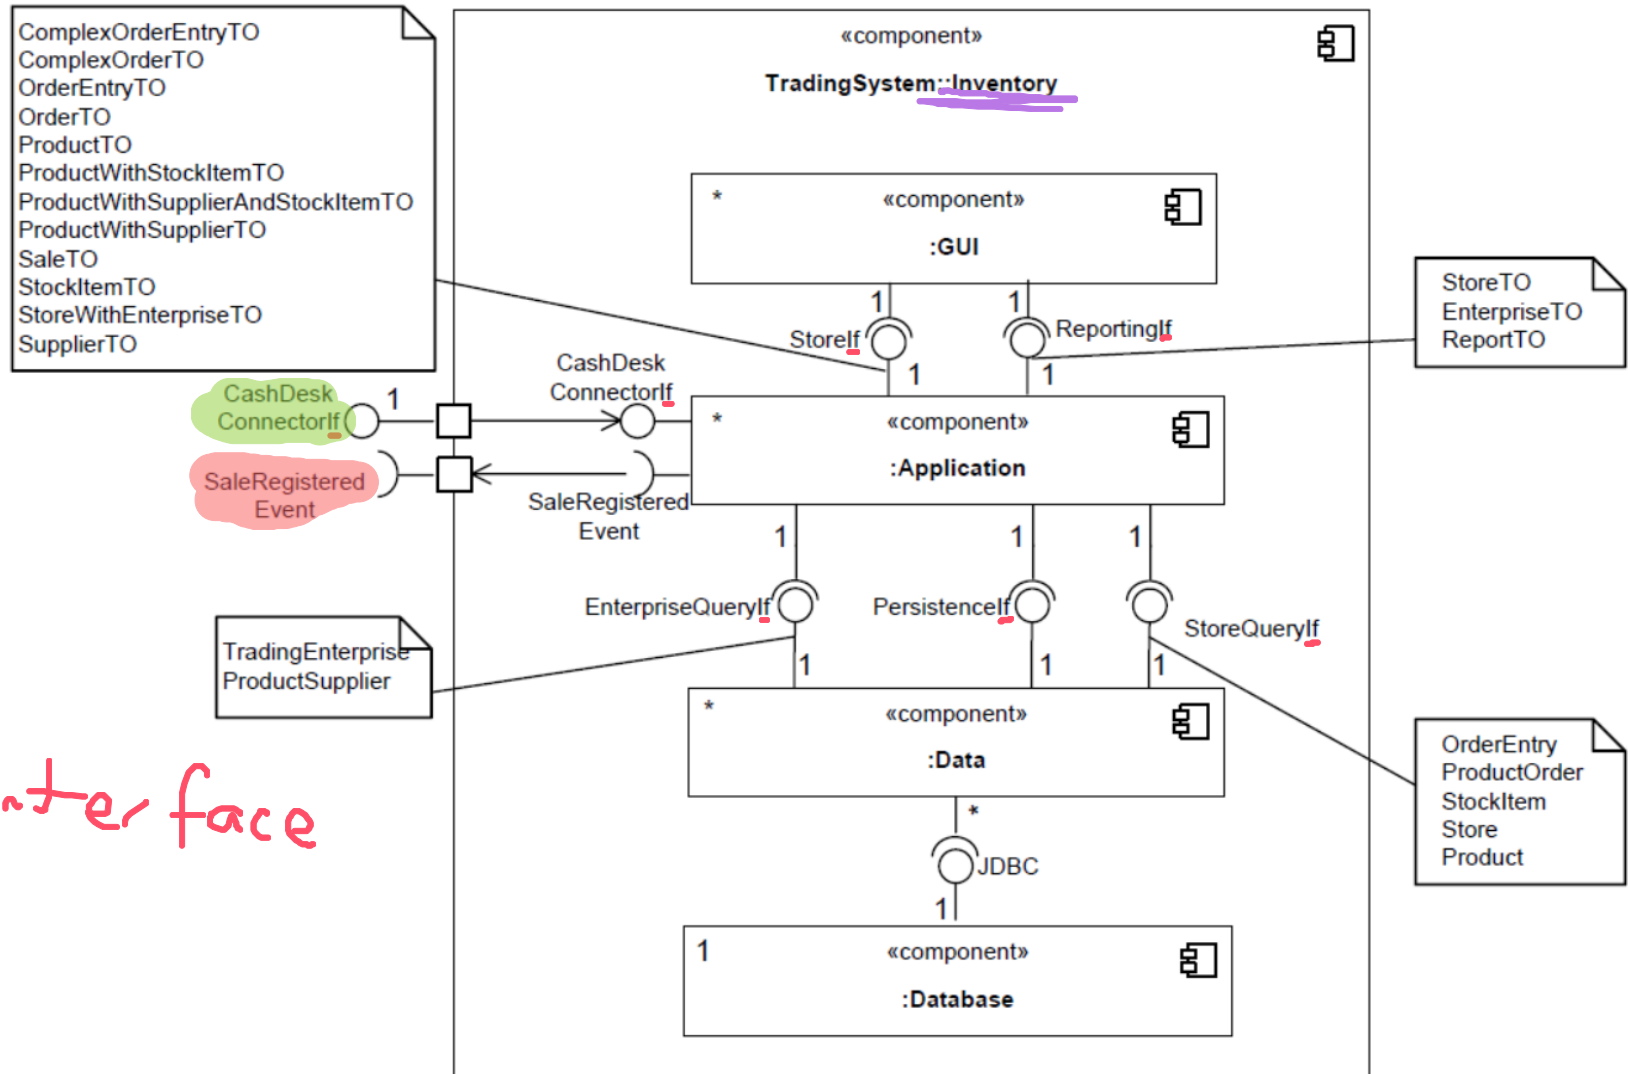 ComplexOrderEntryTO
ComplexOrderTO
OrderEntryTO
OrderTO
ProductTO
ProductWithStockItemTO
ProductWithSupplierAndStockItemTO
ProductWithSupplierTO
SaleTO
StockItemTO
StoreWithEnterpriseTO
SupplierTO
«component»
TradingSystem::Inventory
*
«component»
:GUI
1
1
StoreIf
ReportingIf
1
1
StoreTO
EnterpriseTO
ReportTO
CashDesk
ConnectorIf
1
CashDesk
ConnectorIf
SaleRegistered
Event
SaleRegistered
Event
*
«component»
:Application
1
1
1
EnterpriseQueryIf
PersistenceIf
StoreQueryIf
1
1
1
TradingEnterprise
ProductSupplier
*
«component»
:Data
OrderEntry
ProductOrder
StockItem
Store
Product
nterface
*
JDBC
1
1
«component»
:Database